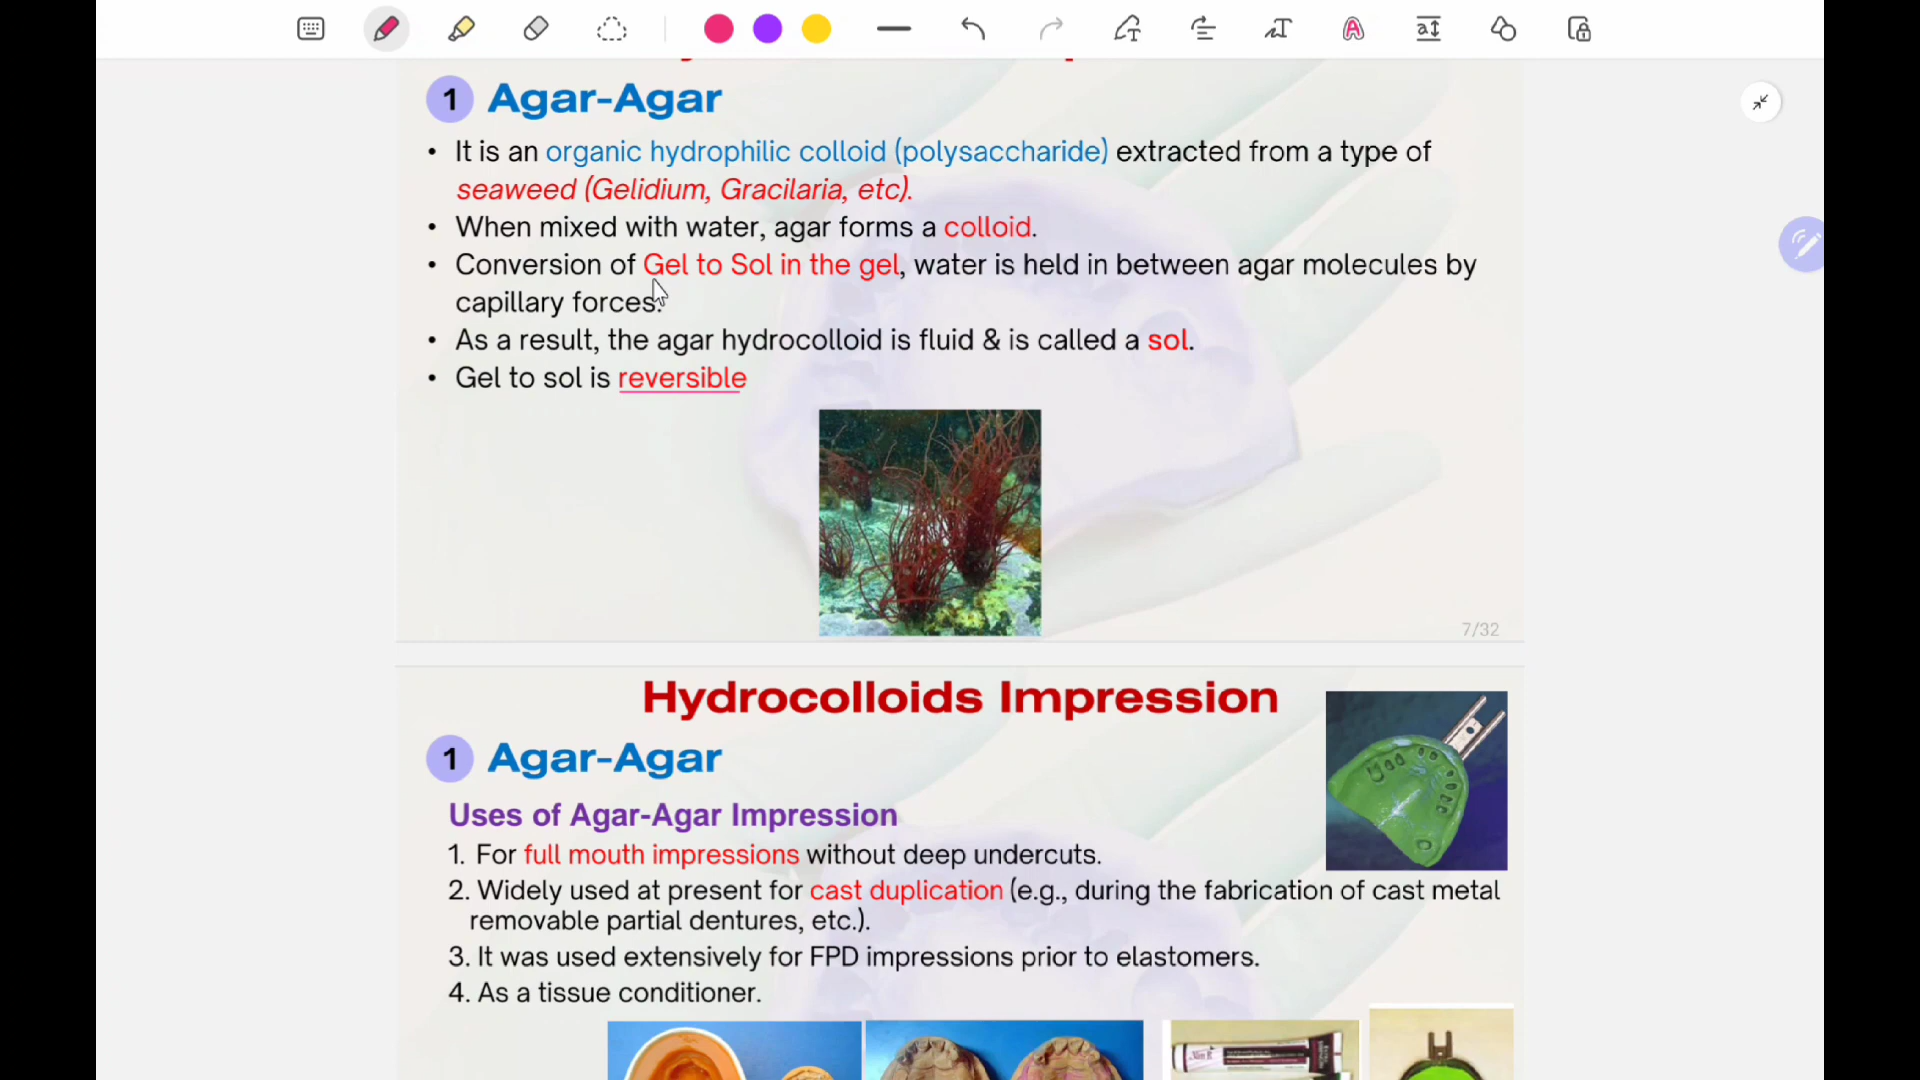 1 Agar-Agar
• It is an organic hydrophilic colloid (polysaccharide) extracted from a type of
seaweed (Gelidium, Gracilaria, etc).
• When mixed with water, agar forms a colloid.
• Conversion of Gel to Sol in the gel, water is held in between agar molecules by
capillary forces.
• As a result, the agar hydrocolloid is fluid & is called a sol.
• Gel to sol is reversible
7/32
Hydrocolloids Impression
1 Agar-Agar
Uses of Agar-Agar Impression
1. For full mouth impressions without deep undercuts.
2. Widely used at present for cast duplication (e.g., during the fabrication of cast metal
removable partial dentures, etc.).
3. It was used extensively for FPD impressions prior to elastomers.
4. As a tissue conditioner.